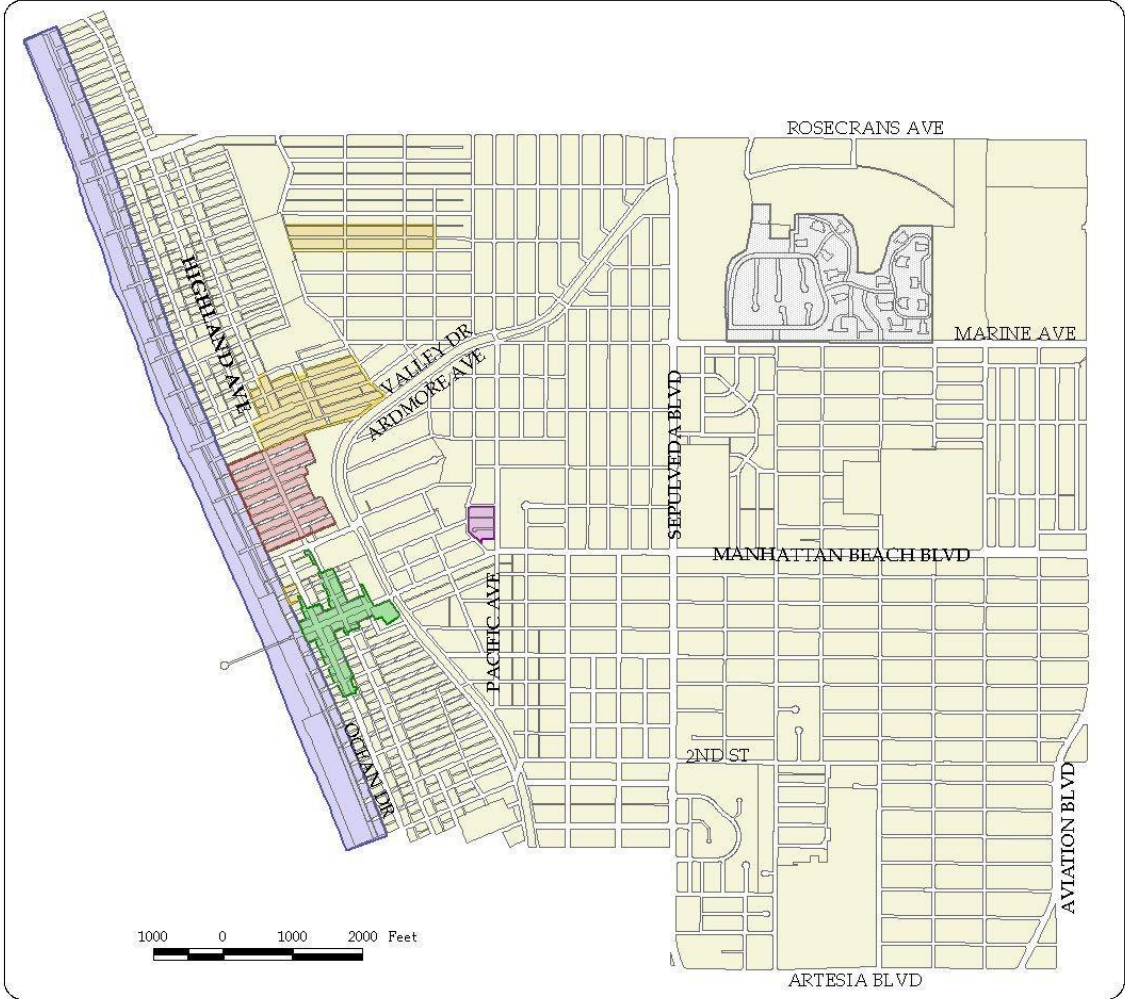 ROSECRANS AVE
HIGHLAND AVE
MARINE AVE
VALLEY DR
ARDMORE AVE
SEPULVEDA BLVD
MANHATTAN BEACH BLVD
PACIFIC AVE
OCEAN DR
2ND ST
AVIATION BLVD
1000 0 1000 2000 Feet
ARTESIA BLVD